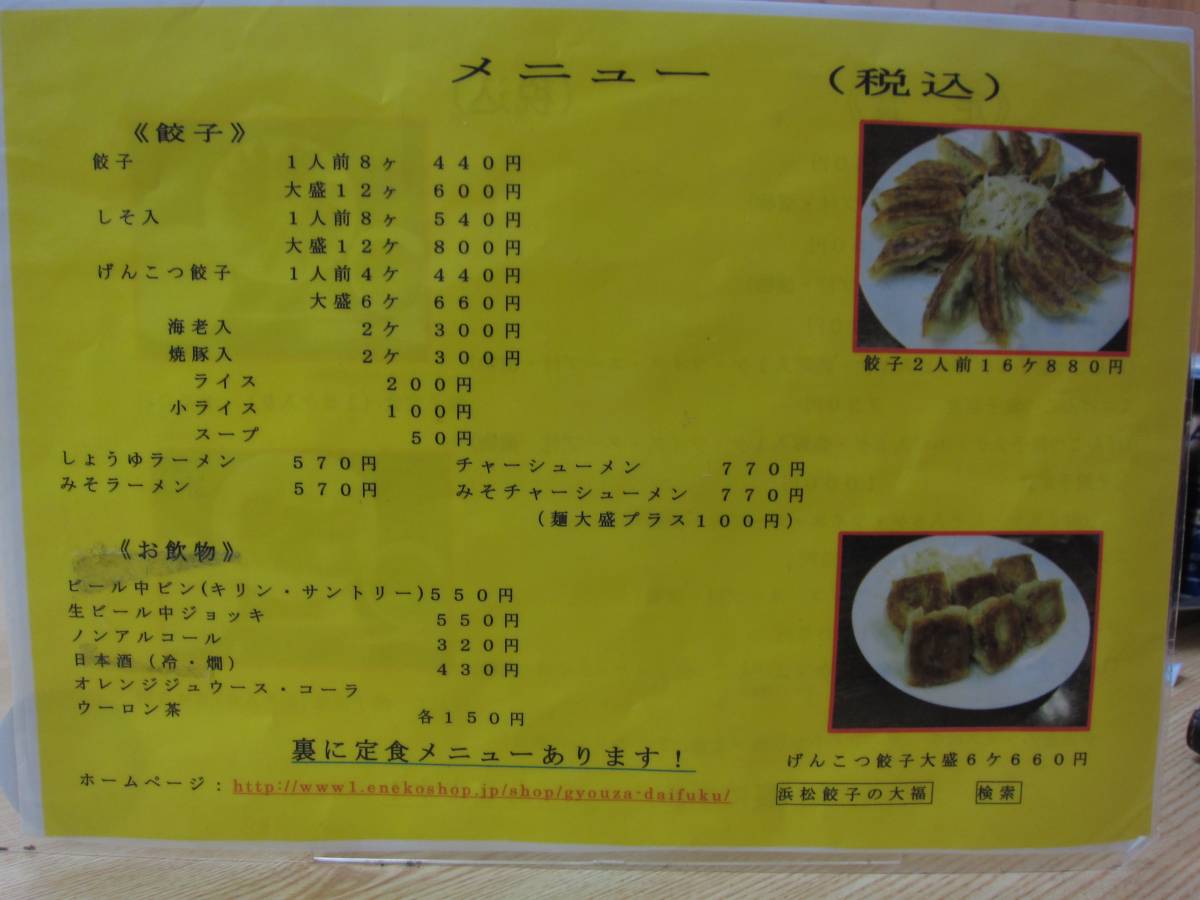 メニュー （税込）
《餃子》
餃子 １人前８ヶ ４４０円
大盛１２ヶ ６００円
しそ入 １人前８ケ ５４０円
大盛１２ケ ８００円
げんこつ餃子 １人前４ケ ４４０円
大盛６ケ ６６０円
海老入 ２ケ ３００円
焼豚入 ２ケ ３００円
ライス ２００円
小ライス １００円
スープ ５０円
しょうゆラーメン ５７０円 チャーシューメン ７７０円
みそラーメン ５７０円 みそチャーシューメン ７７０円
（麺大盛プラス１００円）
《お飲物》
ビール中ビン(キリン・サントリー)５５０円
生ビール中ジョッキ ５５０円
ノンアルコール ３２０円
日本酒（冷・燗） ４３０円
オレンジジュウース・コーラ
ウーロン茶 各１５０円
裏に定食メニューあります！
ホームページ：http://www1.enekoshop.jp/shop/gyouza-daifuku/
餃子２人前１６ケ８８０円
げんこつ餃子大盛６ケ６６０円
浜松餃子の大福 検索